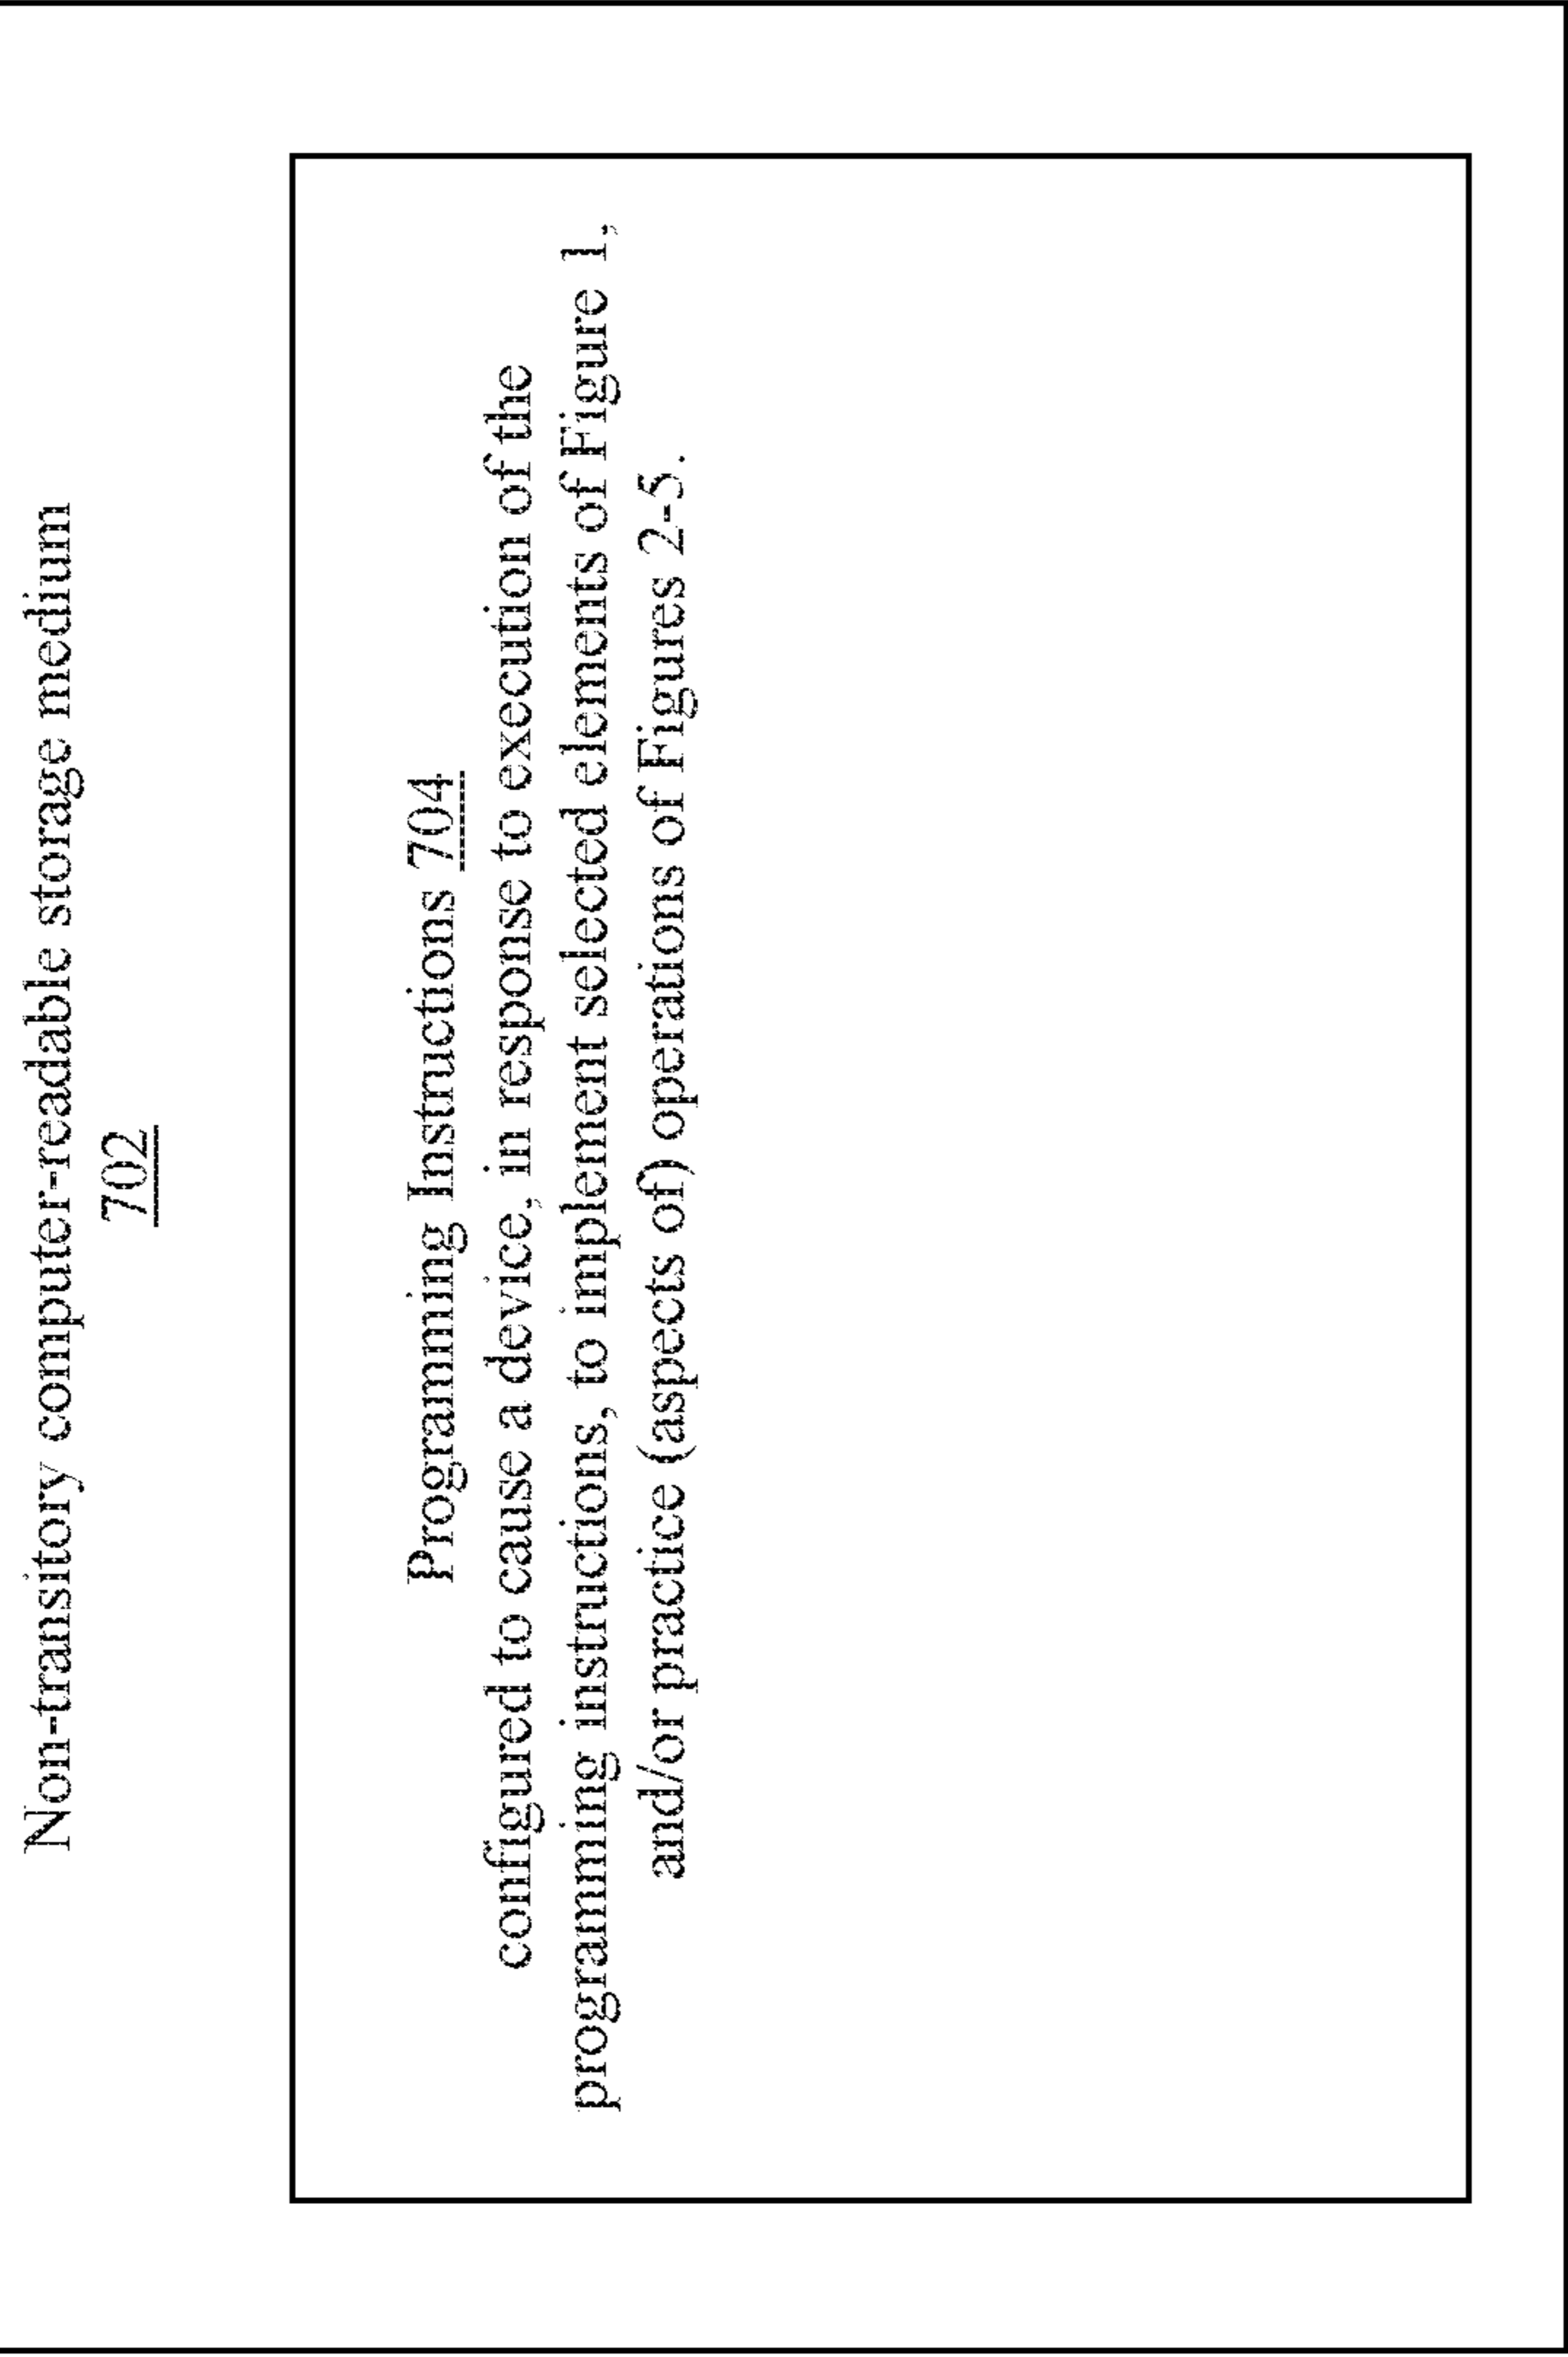 Non-transitory computer-readable storage medium
702
Programming Instructions 704
configured to cause a device, in response to execution of the
programming instructions, to implement selected elements of Figure 1,
and/or practice (aspects of) operations of Figures 2-5.